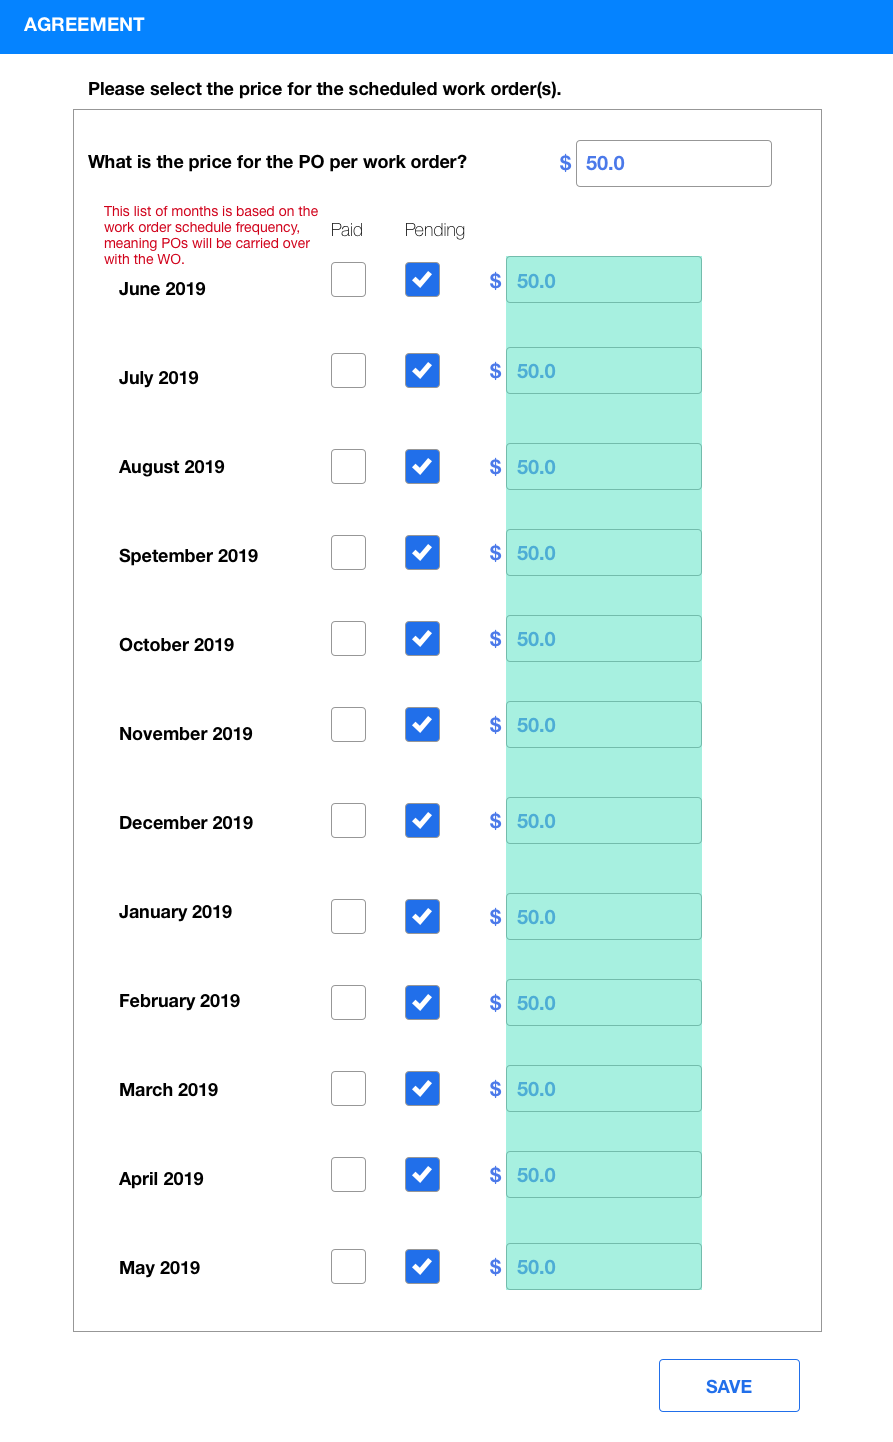 AGREEMENT
Please select the price for the scheduled work order(s).
What is the price for the PO per work order? $ 50.0
This list of months is based on the
work order schedule frequency,
meaning POs will be carried over
with the WO.
Paid Pending
June 2019 $ 50.0
July 2019 $ 50.0
August 2019 $ 50.0
Spetember 2019 $ 50.0
October 2019 $ 50.0
November 2019 $ 50.0
December 2019 $ 50.0
January 2019 $ 50.0
February 2019 $ 50.0
March 2019 $ 50.0
April 2019 $ 50.0
May 2019 $ 50.0
SAVE